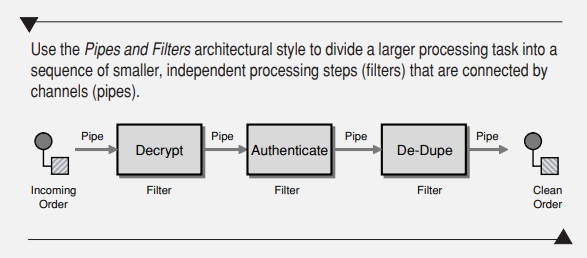 Use the Pipes and Filters architectural style to divide a larger processing task into a
sequence of smaller, independent processing steps (filters) that are connected by
channels (pipes).
Pipe Pipe Pipe Pipe
Decrypt Authenticate De-Dupe
Incoming Filter Filter Filter Clean
Order Order